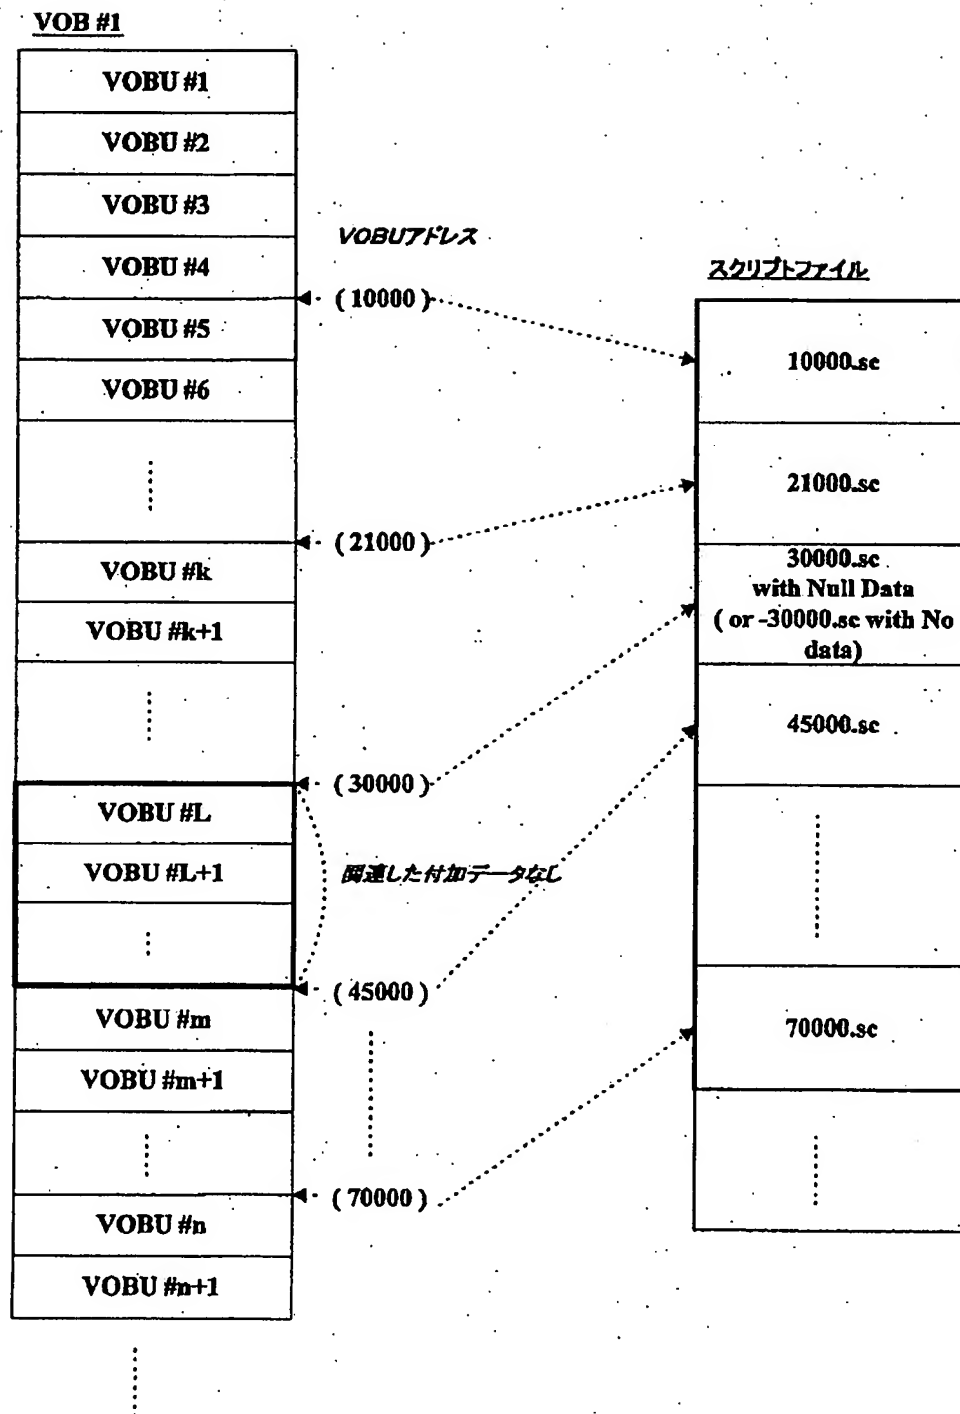 VOB #1
VOBU #1
VOBU #2
VOBU #3
VOBU #4
VOBU #5
VOBU #6
VOBU #k
VOBU #k+1
VOBU #L
VOBU #L+1
VOBU #m
VOBU #m+1
VOBU #n
VOBU #n+1
VOBUアドレス
( 10000 )
( 21000 )
( 30000 )
関連した付加データなし
( 45000 )
( 70000 )
スクリプトファイル
10000.sc
21000.sc
30000.sc
with Null Data
( or -30000.sc with No
data)
45000.sc
70000.sc